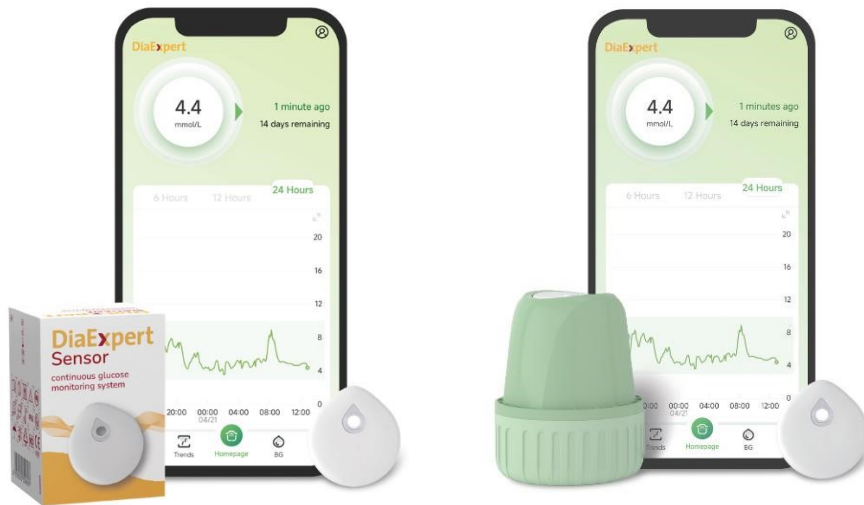 DiaExpert
4.4
mmol/L
1 minute ago
14 days remaining
6 Hours
12 Hours
24 Hours
20
16
12
8
4
0
20:00
00:00
04:00
08:00
12:00
04/21
Trends
Homepage
BG
DiaExpert
Sensor
continuous glucose
monitoring system
DiaExpert
4.4
mmol/L
1 minutes ago
14 days remaining
6 Hours
12 Hours
24 Hours
20
16
12
8
4
0
00:00
04:00
08:00
12:00
04/21
Trends
Homepage
BG